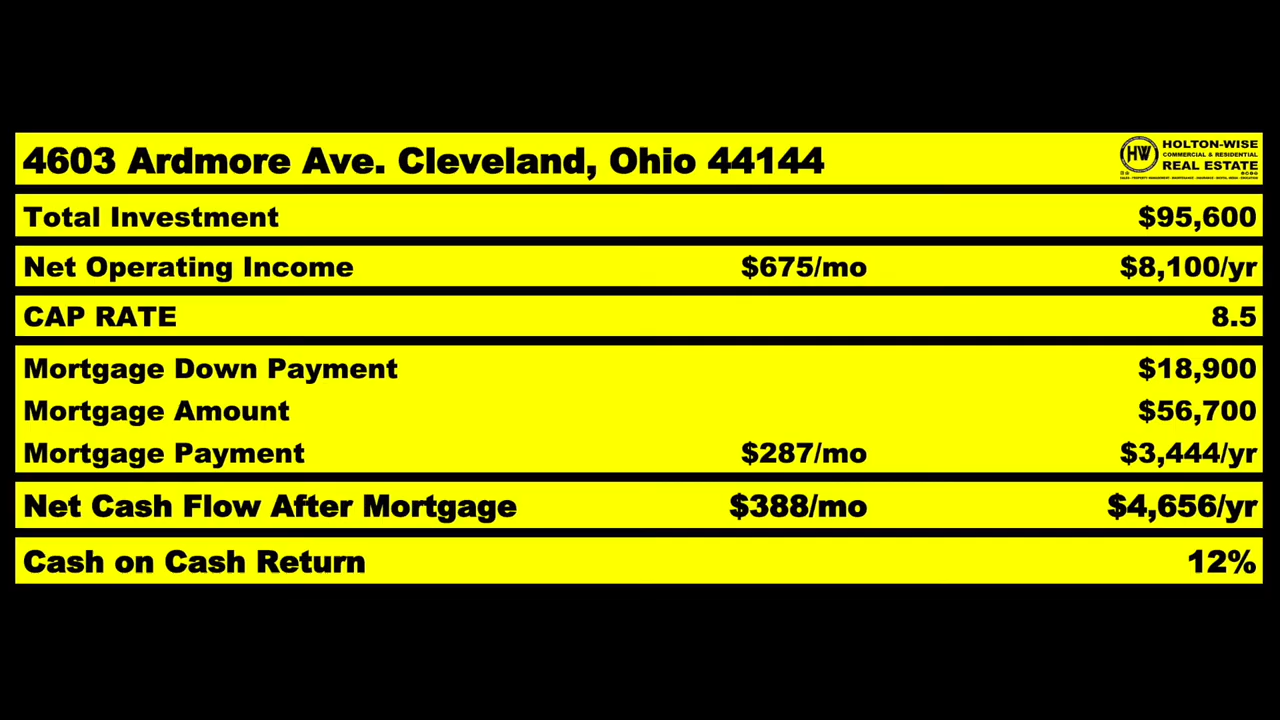 4603 Ardmore Ave. Cleveland, Ohio 44144
HW
HOLTON-WISE
COMMERCIAL & RESIDENTIAL
REAL ESTATE
Total Investment $95,600
Net Operating Income $675/mo $8,100/yr
CAP RATE 8.5
Mortgage Down Payment $18,900
Mortgage Amount $56,700
Mortgage Payment $287/mo $3,444/yr
Net Cash Flow After Mortgage $388/mo $4,656/yr
Cash on Cash Return 12%